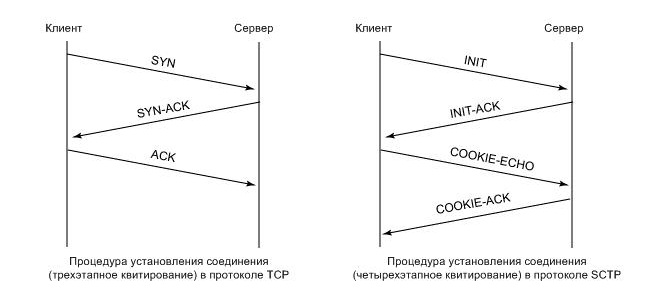 Клиент
Сервер
SYN
SYN-ACK
ACK
Процедура установления соединения
(трехэтапное квитирование) в протоколе TCP
Клиент
Сервер
INIT
INIT-ACK
COOKIE-ECHO
COOKIE-ACK
Процедура установления соединения
(четырехэтапное квитирование) в протоколе SCTP